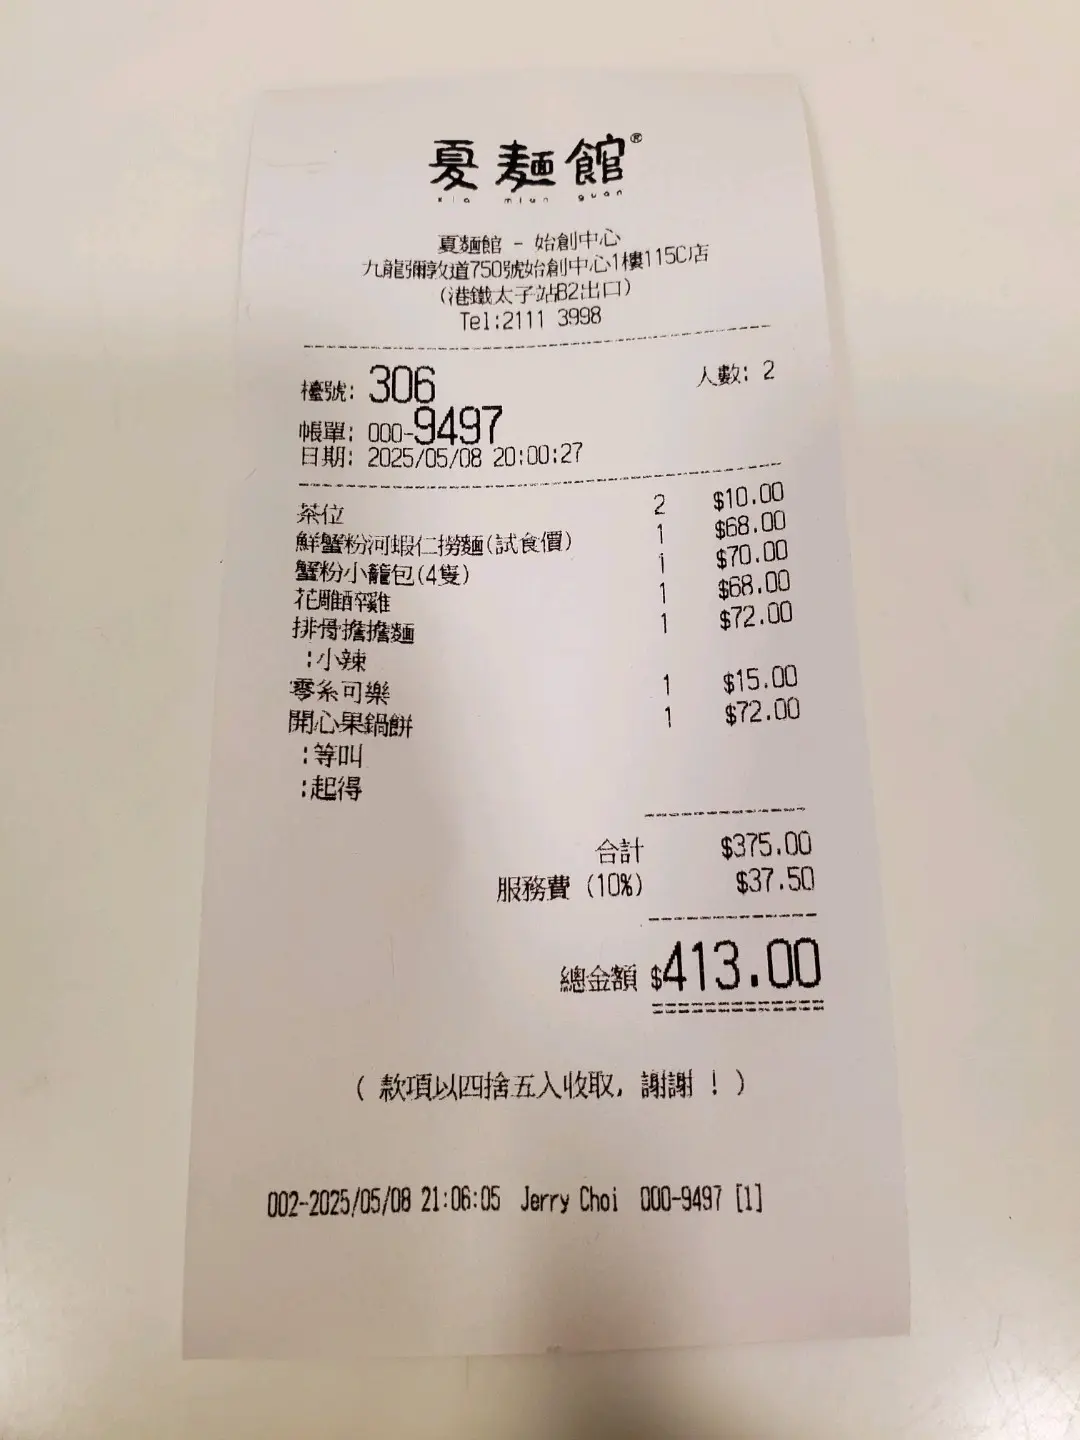 夏麵館®
xia mian guan
夏麵館 - 始創中心
九龍彌敦道750號始創中心1樓115C店
(港鐵太子站B2出口)
Tel:2111 3998
檯號: 306 人數: 2
帳單: 000-9497
日期: 2025/05/08 20:00:27
茶位 2 $10.00
鮮蟹粉河蝦仁撈麵(試食價) 1 $68.00
蟹粉小籠包(4隻) 1 $70.00
花雕醉雞 1 $68.00
排骨擔擔麵 1 $72.00
:小辣
零系可樂 1 $15.00
開心果鍋餅 1 $72.00
:等叫
:起得
合計 $375.00
服務費 (10%) $37.50
總金額 $413.00
( 款項以四捨五入收取, 謝謝 ! )
002-2025/05/08 21:06:05 Jerry Choi 000-9497 [1]